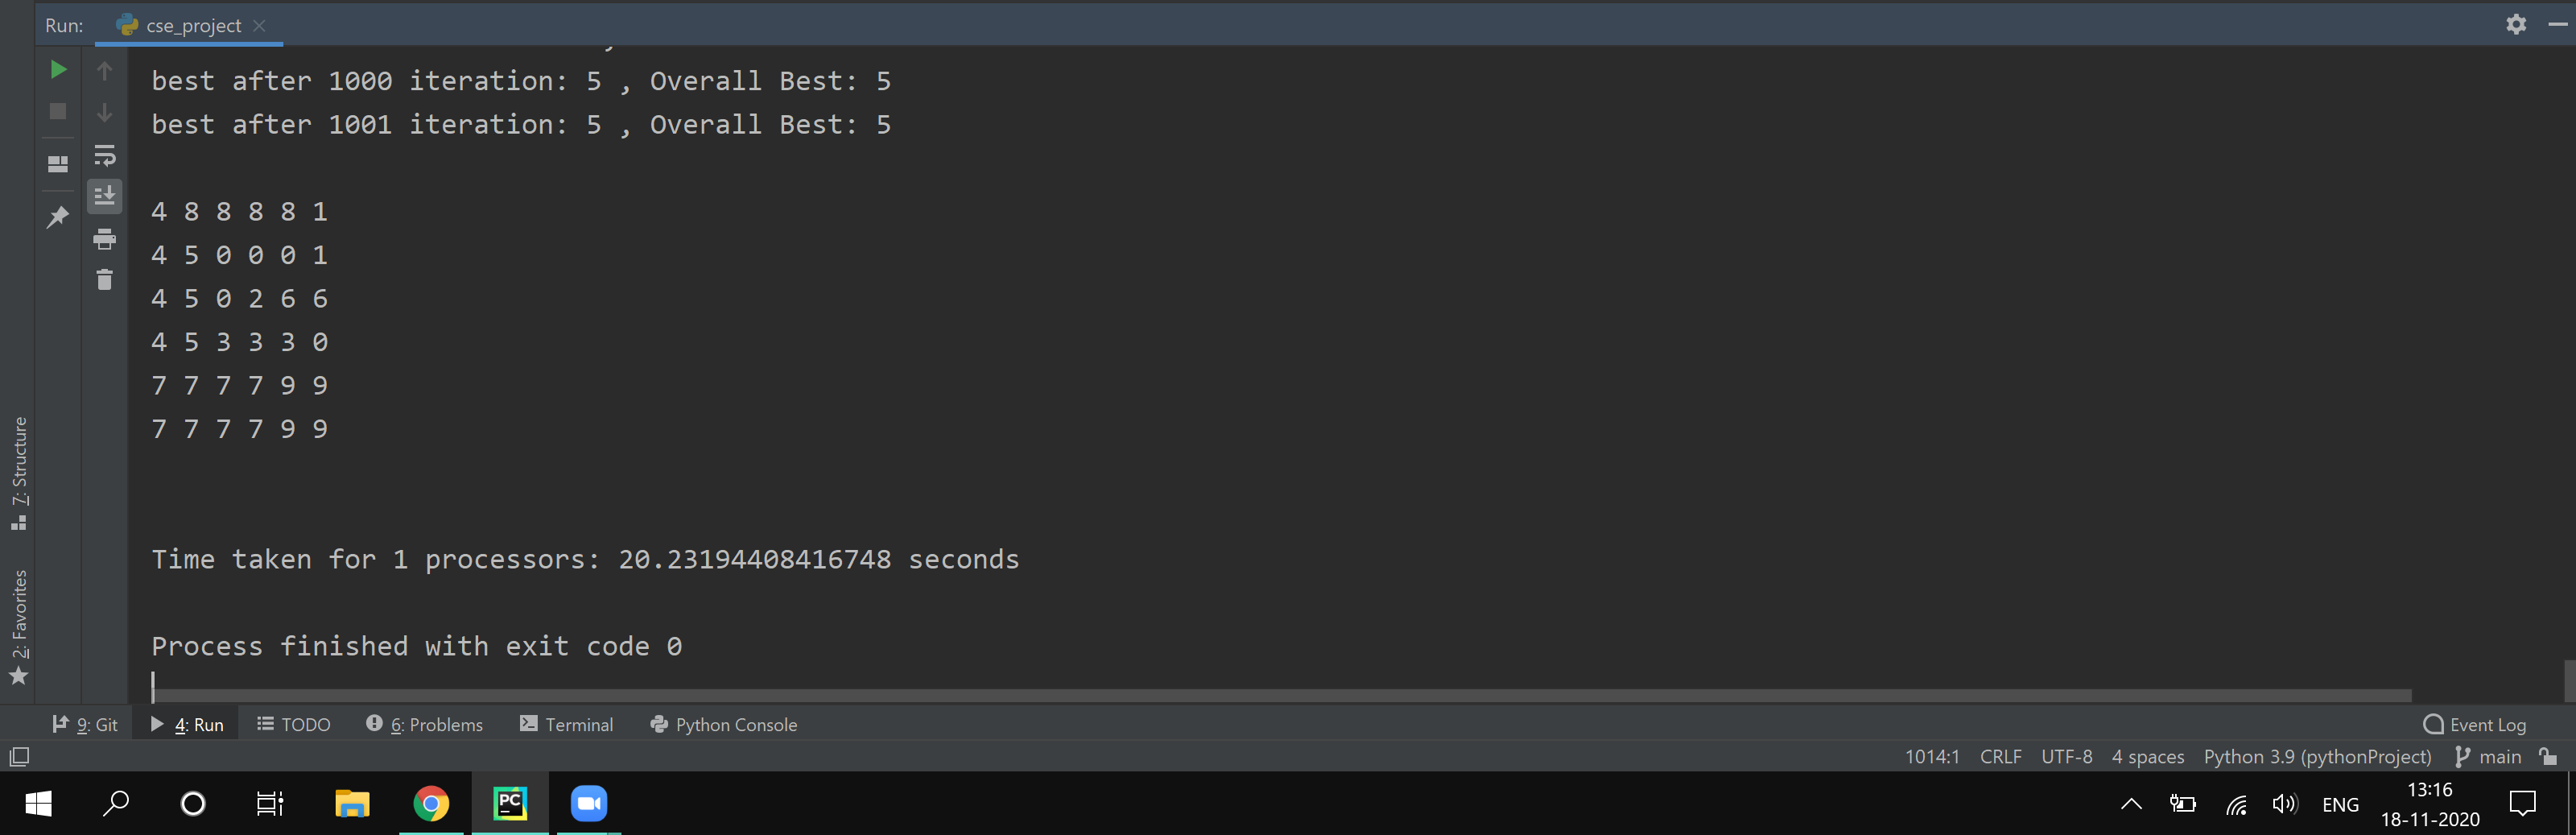 Run: cse_project
best after 1000 iteration: 5 , Overall Best: 5
best after 1001 iteration: 5 , Overall Best: 5
4 8 8 8 8 1
4 5 0 0 0 1
4 5 0 2 6 6
4 5 3 3 3 0
7 7 7 7 9 9
7 7 7 7 9 9
Time taken for 1 processors: 20.23194408416748 seconds
Process finished with exit code 0
7: Structure
2: Favorites
9: Git 4: Run TODO 6: Problems Terminal Python Console Event Log
1014:1 CRLF UTF-8 4 spaces Python 3.9 (pythonProject) main
PC
ENG
13:16
18-11-2020